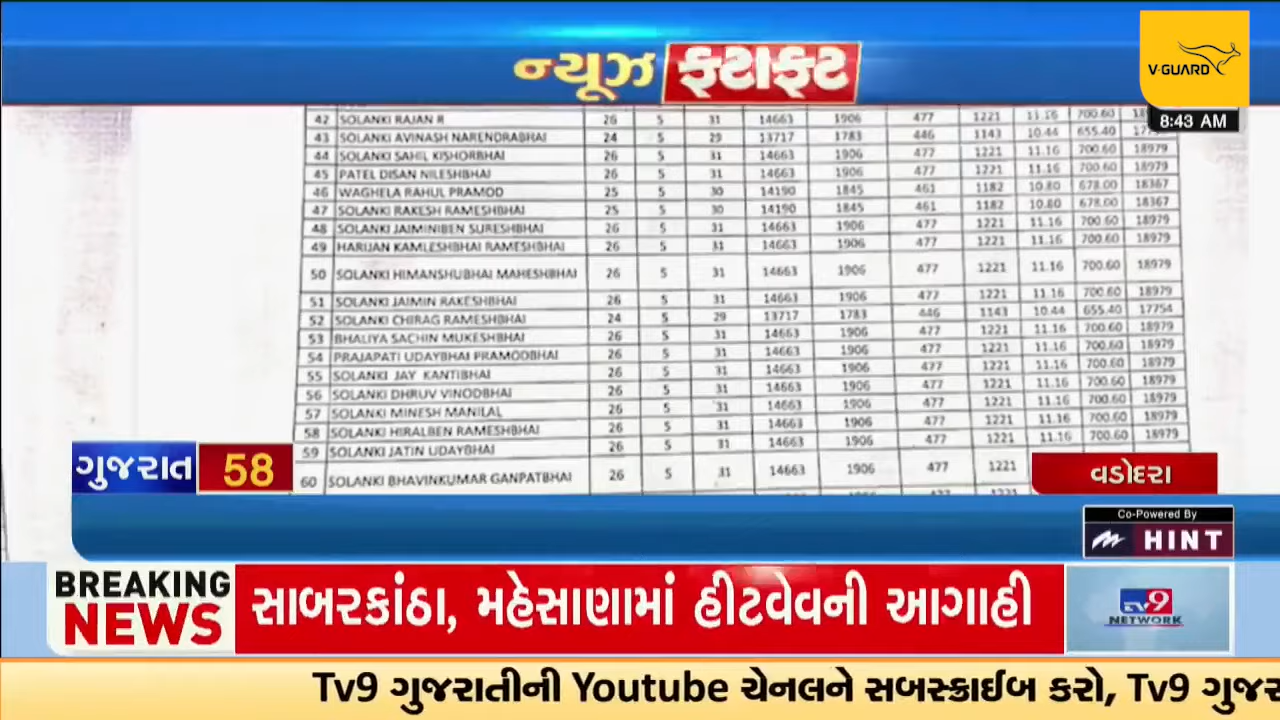 ન્યૂઝ ફટાફટ
V-GUARD
8:43 AM
42 SOLANKI RAJAN R 26 5 31 14663 1906 477 1221 11.16 700.60
43 SOLANKI AVINASH NARENDRABHAI 24 5 29 13717 1783 446 1143 10.44 655.40
44 SOLANKI SAHIL KISHORBHAI 26 5 31 14663 1906 477 1221 11.16 700.60 18979
45 PATEL DISAN NILESHBHAI 26 5 31 14663 1906 477 1221 11.16 700.60 18979
46 WAGHELA RAHUL PRAMOD 25 5 30 14190 1845 461 1182 10.80 678.00 18367
47 SOLANKI RAKESH RAMESHBHAI 25 5 30 14190 1845 461 1182 10.80 678.00 18367
48 SOLANKI JAIMINIBEN SURESHBHAI 26 5 31 14663 1906 477 1221 11.16 700.60 18979
49 HARIJAN KAMLESHBHAI RAMESHBHAI 26 5 31 14663 1906 477 1221 11.16 700.60 18979
50 SOLANKI HIMANSHUBHAI MAHESHBHAI 26 5 31 14663 1906 477 1221 11.16 700.60 18979
51 SOLANKI JAIMIN RAKESHBHAI 26 5 31 14663 1906 477 1221 11.16 700.60 18979
52 SOLANKI CHIRAG RAMESHBHAI 24 5 29 13717 1783 446 1143 10.44 655.40 17754
53 BHALIYA SACHIN MUKESHBHAI 26 5 31 14663 1906 477 1221 11.16 700.60 18979
54 PRAJAPATI UDAYBHAI PRAMODBHAI 26 5 31 14663 1906 477 1221 11.16 700.60 18979
55 SOLANKI JAY KANTIBHAI 26 5 31 14663 1906 477 1221 11.16 700.60 18979
56 SOLANKI DHRUV VINODBHAI 26 5 31 14663 1906 477 1221 11.16 700.60 18979
57 SOLANKI MINESH MANILAL 26 5 31 14663 1906 477 1221 11.16 700.60 18979
58 SOLANKI HIRALBEN RAMESHBHAI 26 5 31 14663 1906 477 1221 11.16 700.60 18979
59 SOLANKI JATIN UDAYBHAI 26 5 31 14663 1906 477 1221 11.16 700.60 18979
60 SOLANKI BHAVINKUMAR GANPATBHAI 26 5 31 14663 1906 477 1221
ગુજરાત 58
વડોદરા
Co-Powered By
HINT
BREAKING NEWS
સાબરકાંઠા, મહેસાણામાં હીટવેવની આગાહી
TV9 NETWORK
Tv9 ગુજરાતીની Youtube ચેનલને સબસ્ક્રાઈબ કરો, Tv9